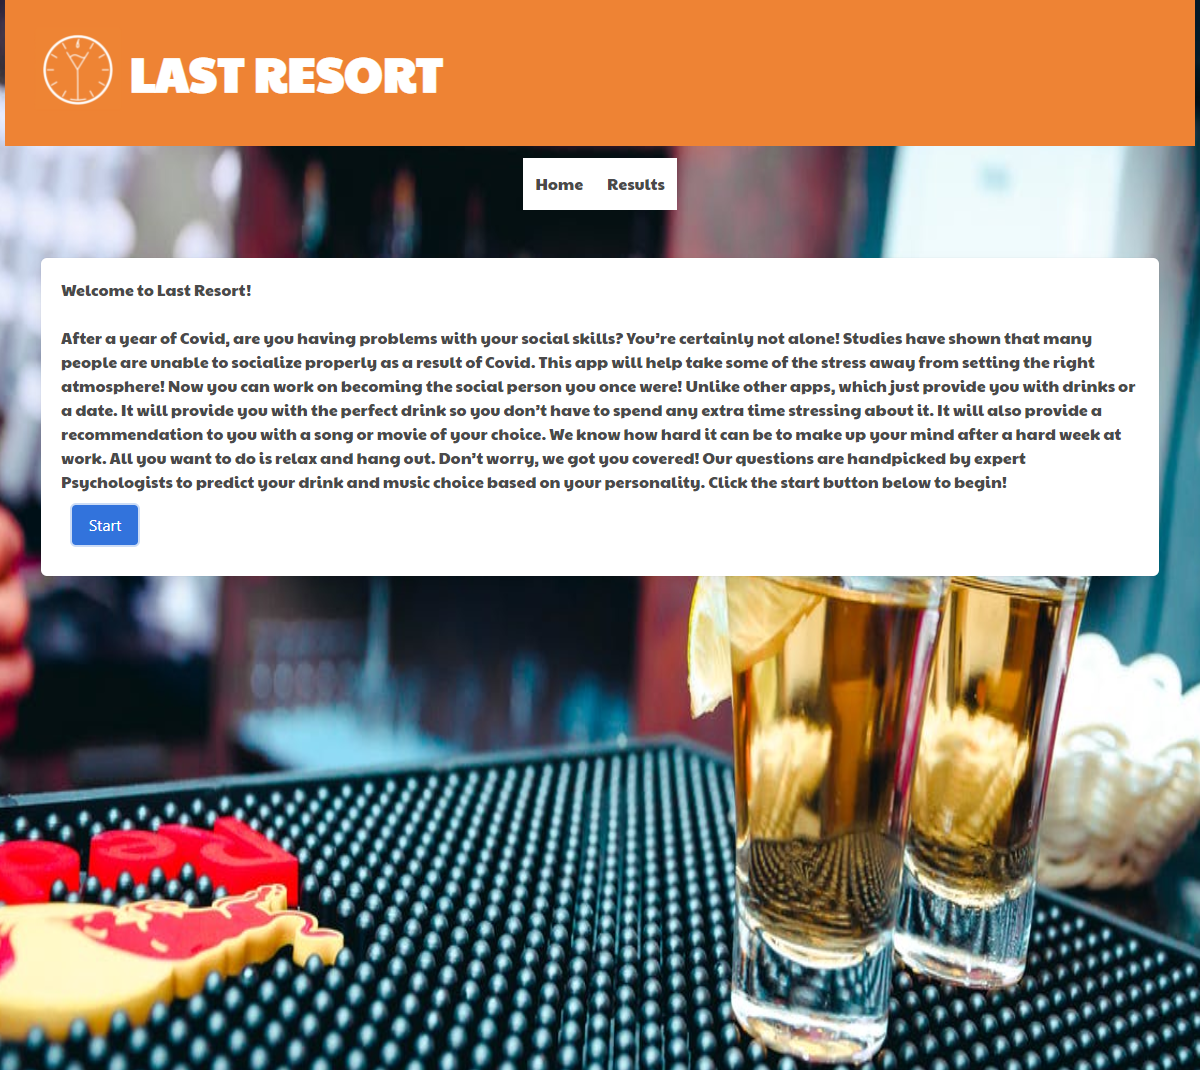 LAST RESORT
Home Results
Welcome to Last Resort!
After a year of Covid, are you having problems with your social skills? You're certainly not alone! Studies have shown that many
people are unable to socialize properly as a result of Covid. This app will help take some of the stress away from setting the right
atmosphere! Now you can work on becoming the social person you once were! Unlike other apps, which just provide you with drinks or
a date. It will provide you with the perfect drink so you don't have to spend any extra time stressing about it. It will also provide a
recommendation to you with a song or movie of your choice. We know how hard it can be to make up your mind after a hard week at
work. All you want to do is relax and hang out. Don't worry, we got you covered! Our questions are handpicked by expert
Psychologists to predict your drink and music choice based on your personality. Click the start button below to begin!
Start